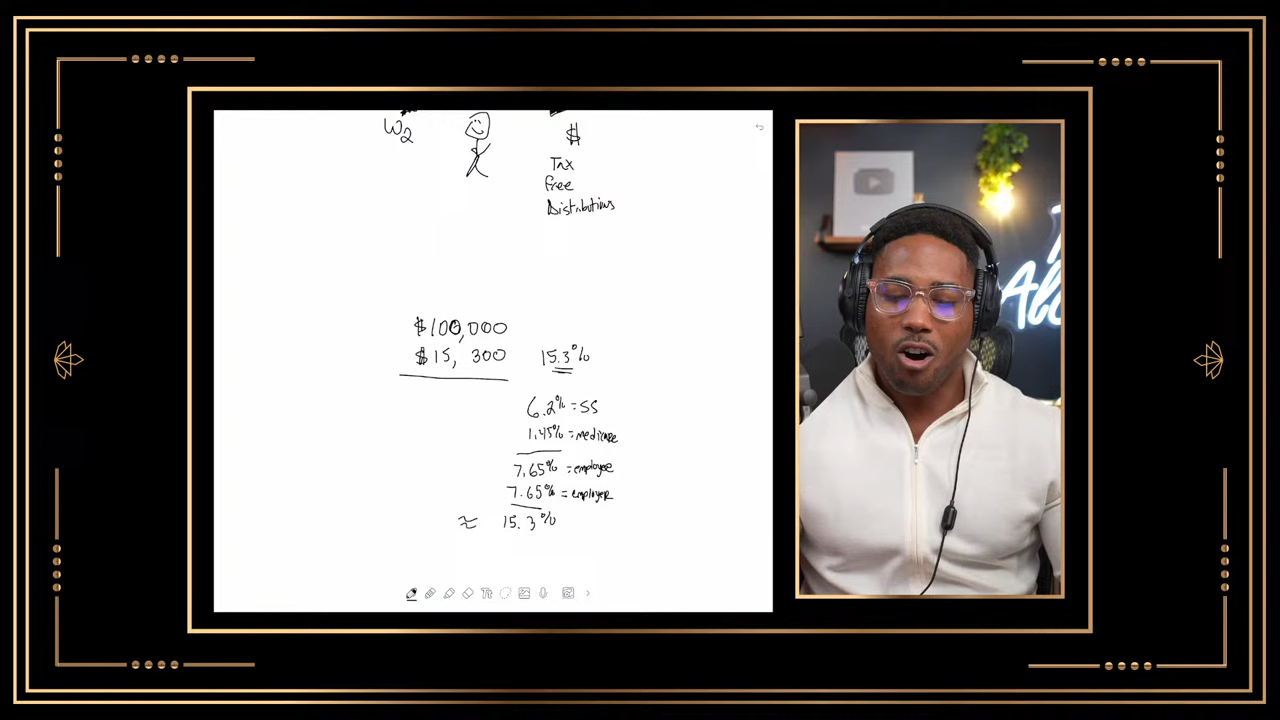 W2
$
Tax
Free
Distributions
$100,000
$15,300 15.3%
6.2% = SS
1.45% = medicare
7.65% = employee
7.65% = employer
≈ 15.3%